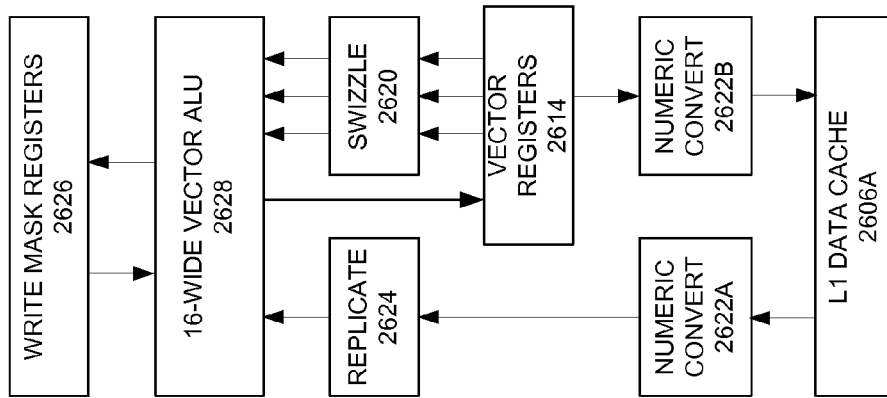 WRITE MASK REGISTERS
2626
16-WIDE VECTOR ALU
2628
REPLICATE
2624
SWIZZLE
2620
VECTOR
REGISTERS
2614
NUMERIC
CONVERT
2622A
NUMERIC
CONVERT
2622B
L1 DATA CACHE
2606A